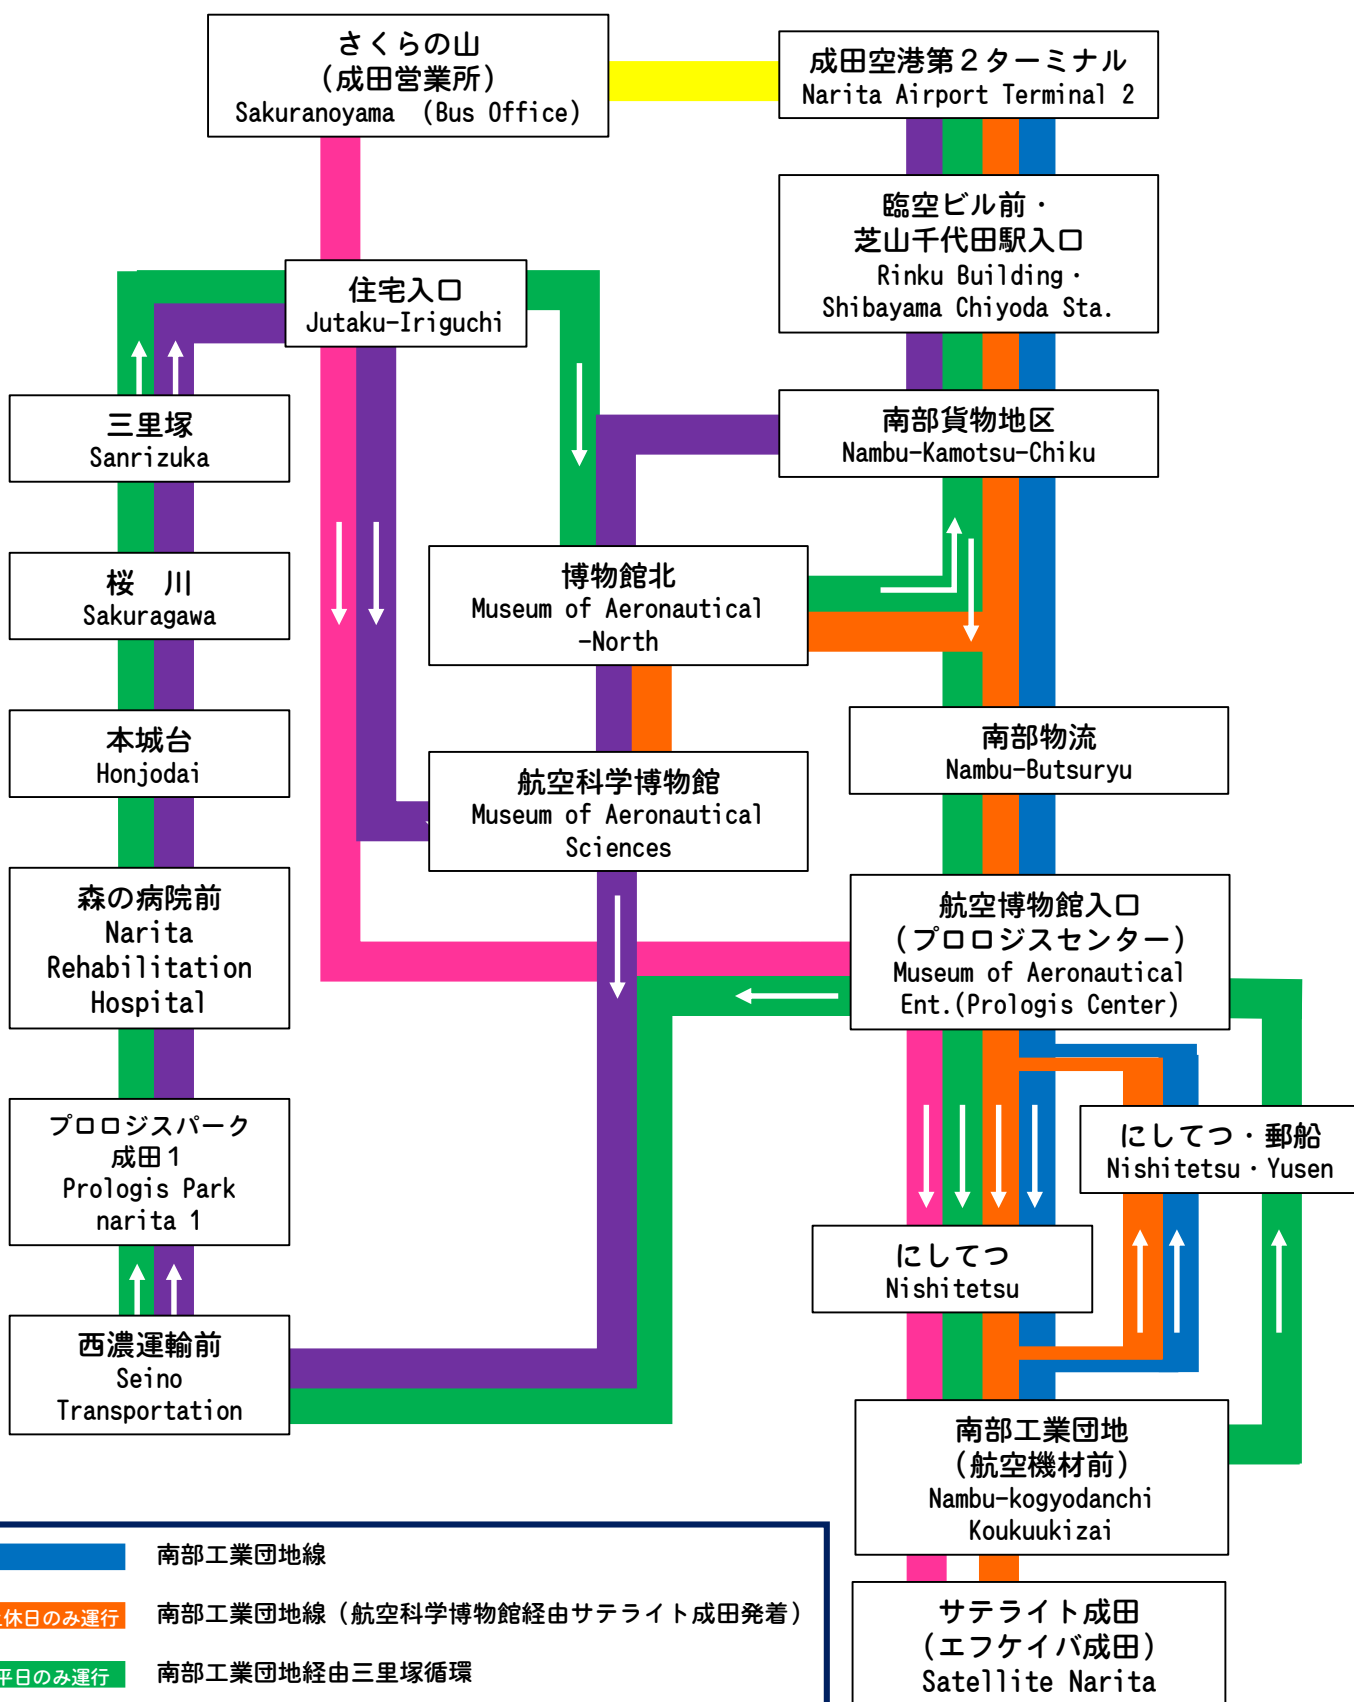 さくらの山
（成田営業所）
Sakuranoyama （Bus Office）
成田空港第２ターミナル
Narita Airport Terminal 2
臨空ビル前・
芝山千代田駅入口
Rinku Building・
Shibayama Chiyoda Sta.
住宅入口
Jutaku-Iriguchi
三里塚
Sanrizuka
南部貨物地区
Nambu-Kamotsu-Chiku
桜　川
Sakuragawa
博物館北
Museum of Aeronautical
-North
本城台
Honjodai
航空科学博物館
Museum of Aeronautical
Sciences
南部物流
Nambu-Butsuryu
森の病院前
Narita
Rehabilitation
Hospital
航空博物館入口
（プロロジスセンター）
Museum of Aeronautical
Ent.(Prologis Center)
プロロジスパーク
成田１
Prologis Park
narita 1
にしてつ・郵船
Nishitetsu・Yusen
にしてつ
Nishitetsu
西濃運輸前
Seino
Transportation
南部工業団地
（航空機材前）
Nambu-kogyodanchi
Koukuukizai
サテライト成田
（エフケイバ成田）
Satellite Narita
南部工業団地線
休日のみ運行 南部工業団地線（航空科学博物館経由サテライト成田発着）
平日のみ運行 南部工業団地経由三里塚循環